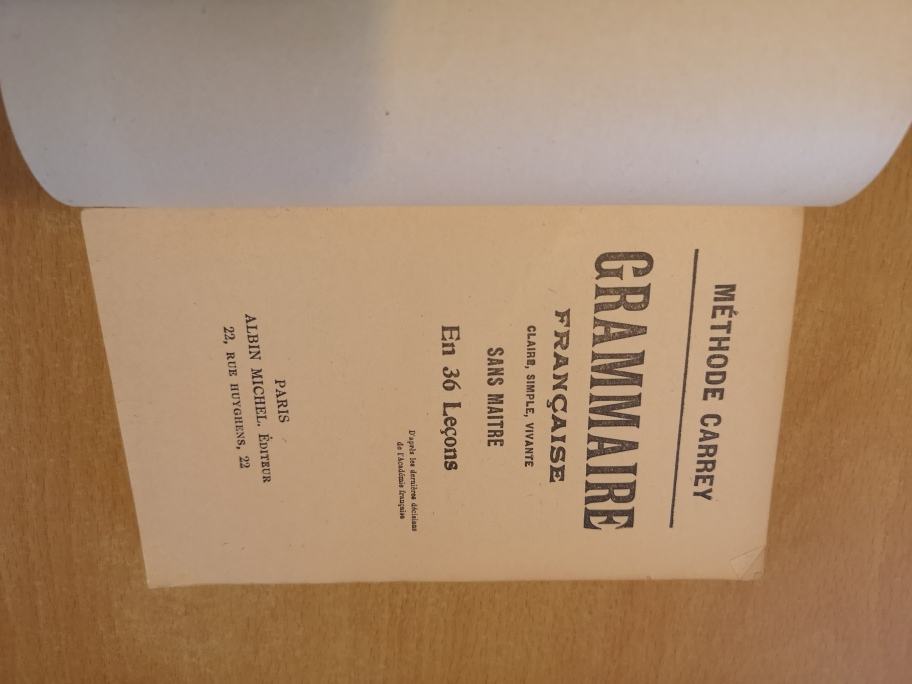 MÉTHODE CARREY
GRAMMAIRE
FRANÇAISE
CLAIRE, SIMPLE, VIVANTE
SANS MAITRE
En 36 Leçons
D'après les dernières décisions
de l'Académie française
PARIS
ALBIN MICHEL, ÉDITEUR
22, RUE HUYGHENS, 22